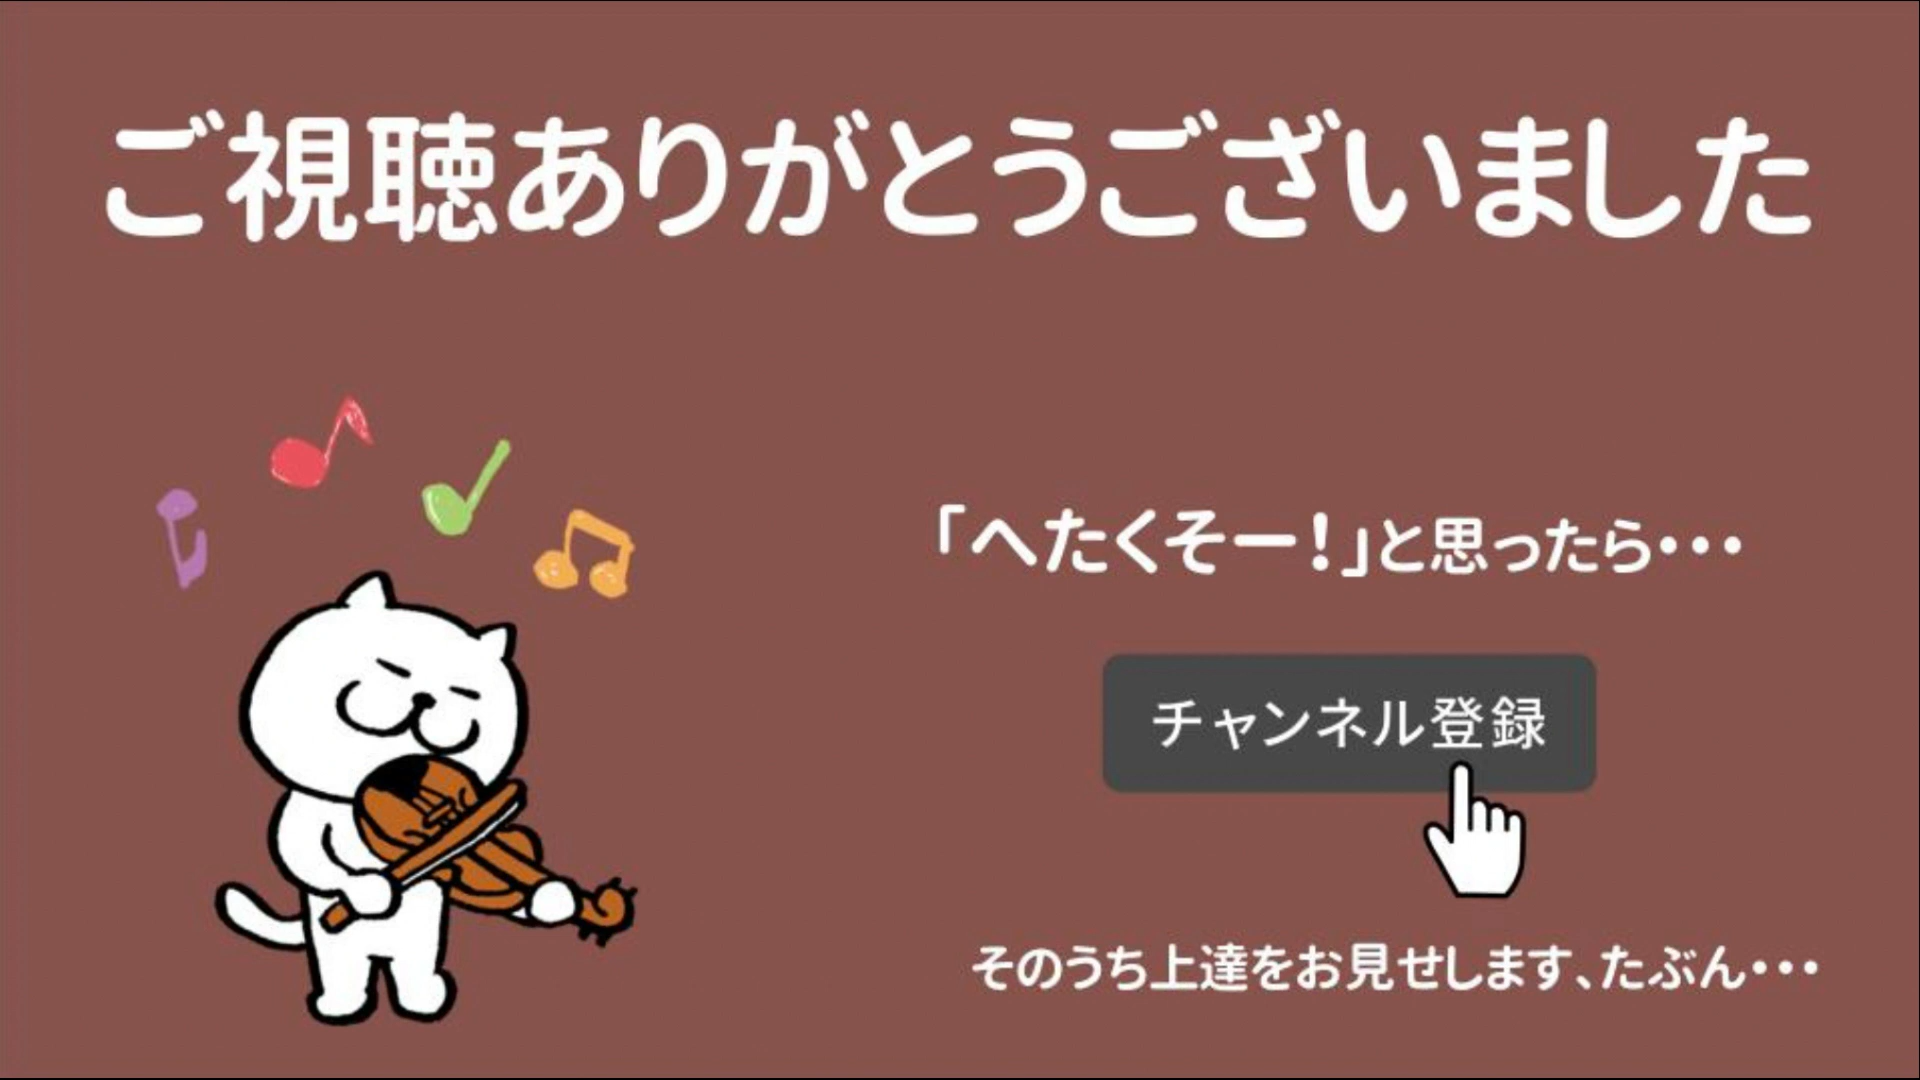 ご視聴ありがとうございました
「へたくそー!」と思ったら・・・
チャンネル登録
そのうち上達をお見せします、たぶん・・・